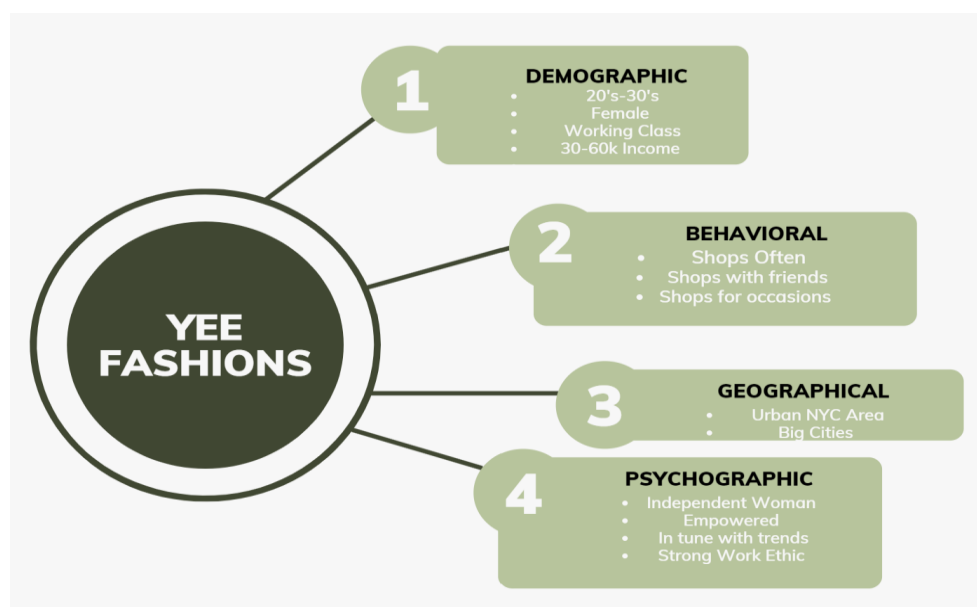 1
DEMOGRAPHIC
• 20's-30's
• Female
• Working Class
• 30-60k Income
2
BEHAVIORAL
• Shops Often
• Shops with friends
• Shops for occasions
YEE
FASHIONS
3
GEOGRAPHICAL
• Urban NYC Area
• Big Cities
4
PSYCHOGRAPHIC
• Independent Woman
• Empowered
• In tune with trends
• Strong Work Ethic